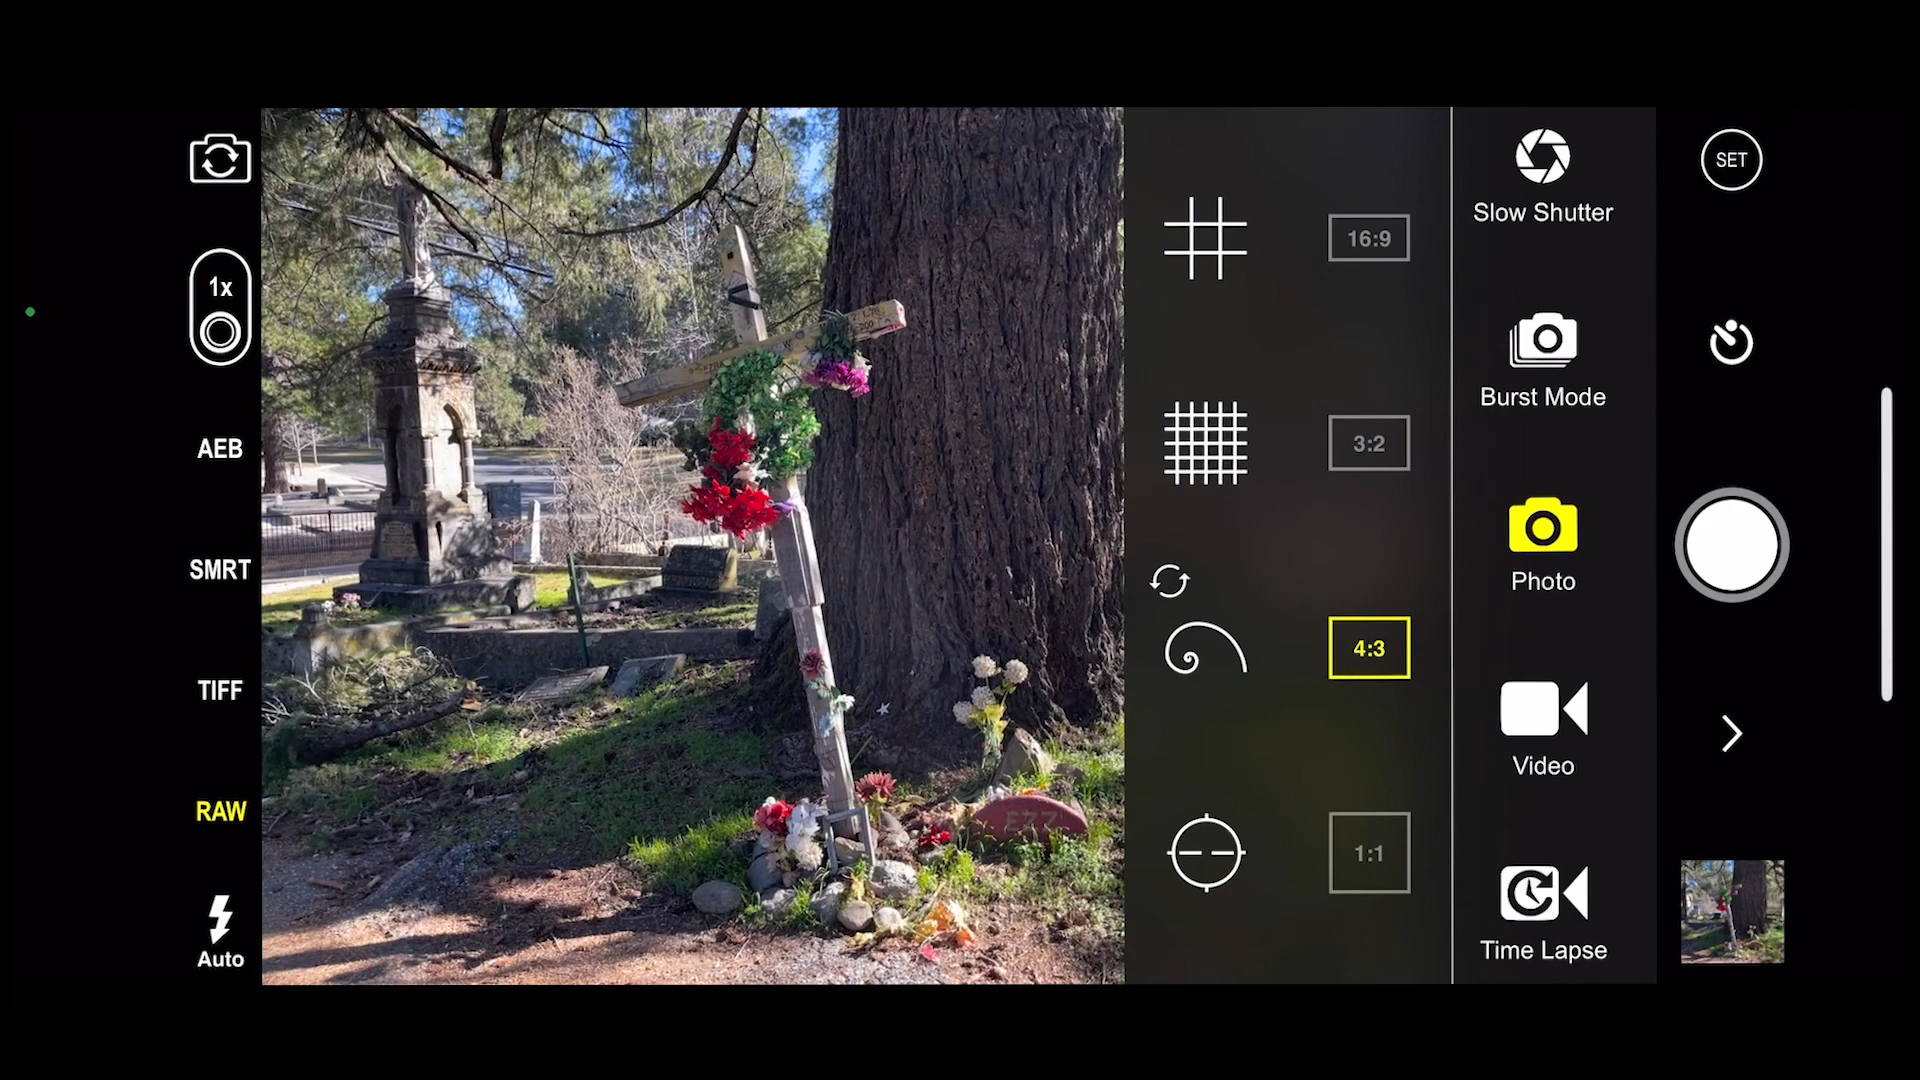 1x
AEB
SMRT
TIFF
RAW
Auto
16:9
3:2
4:3
1:1
Slow Shutter
Burst Mode
Photo
Video
Time Lapse
SET